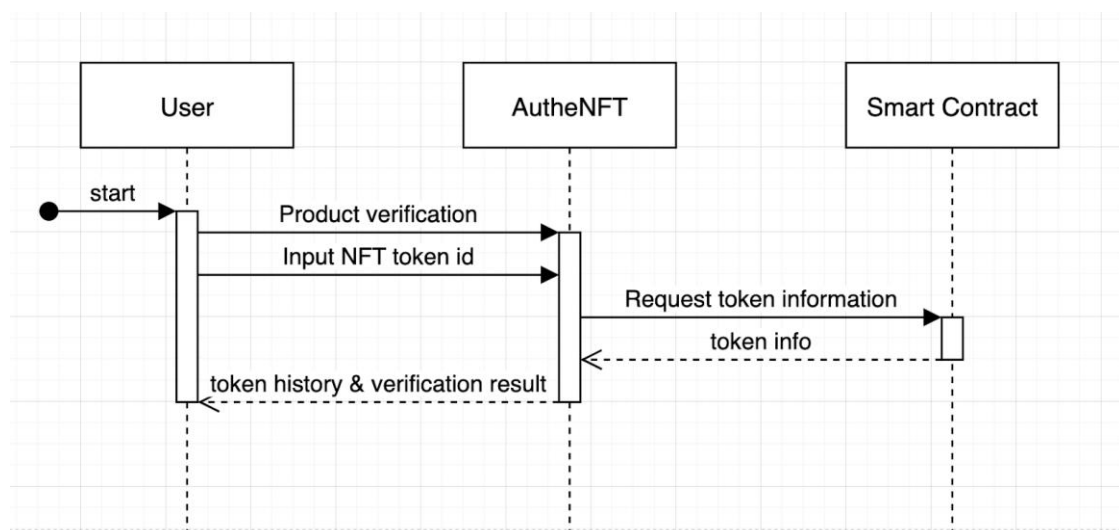 User
AutheNFT
Smart Contract
start
Product verification
Input NFT token id
Request token information
token info
token history & verification result